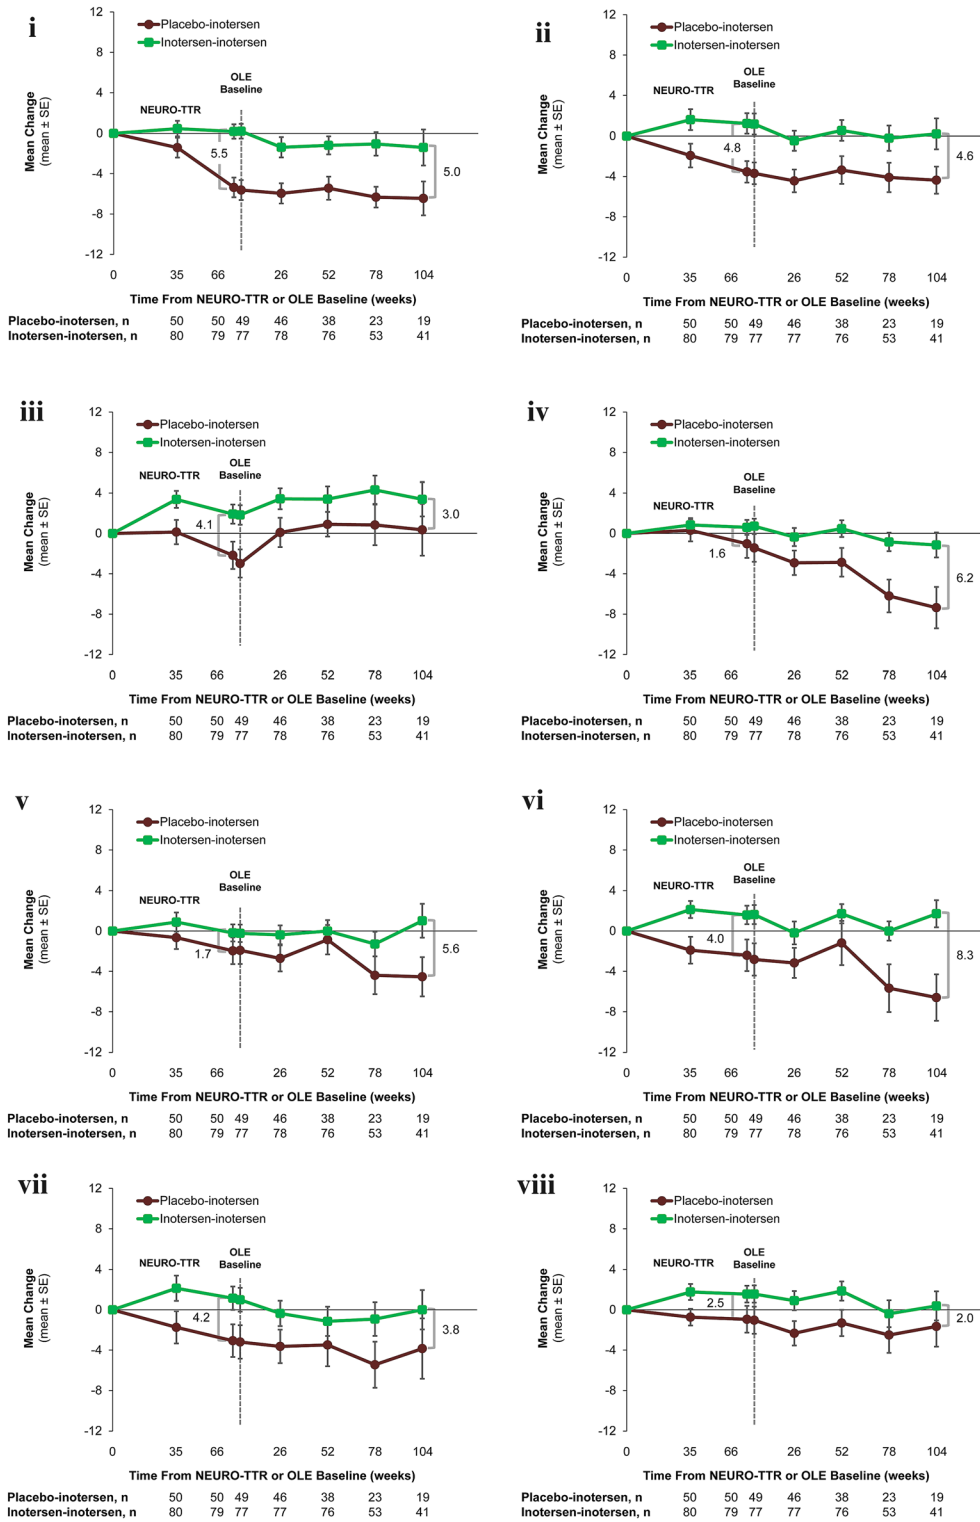 i
Placebo-inotersen
Inotersen-inotersen
NEURO-TTR
OLE
Baseline
Mean Change
(mean ± SE)
12
8
4
0
-4
-8
-12
5.5
5.0
0 35 66 26 52 78 104
Time From NEURO-TTR or OLE Baseline (weeks)
Placebo-inotersen, n 50 50 49 46 38 23 19
Inotersen-inotersen, n 80 79 77 78 76 53 41
ii
Placebo-inotersen
Inotersen-inotersen
NEURO-TTR
OLE
Baseline
Mean Change
(mean ± SE)
12
8
4
0
-4
-8
-12
4.8
4.6
0 35 66 26 52 78 104
Time From NEURO-TTR or OLE Baseline (weeks)
Placebo-inotersen, n 50 50 49 46 38 23 19
Inotersen-inotersen, n 80 79 77 77 76 53 41
iii
Placebo-inotersen
Inotersen-inotersen
NEURO-TTR
OLE
Baseline
Mean Change
(mean ± SE)
12
8
4
0
-4
-8
-12
4.1
3.0
0 35 66 26 52 78 104
Time From NEURO-TTR or OLE Baseline (weeks)
Placebo-inotersen, n 50 50 49 46 38 23 19
Inotersen-inotersen, n 80 79 77 78 76 53 41
iv
Placebo-inotersen
Inotersen-inotersen
NEURO-TTR
OLE
Baseline
Mean Change
(mean ± SE)
12
8
4
0
-4
-8
-12
1.6
6.2
0 35 66 26 52 78 104
Time From NEURO-TTR or OLE Baseline (weeks)
Placebo-inotersen, n 50 50 49 46 38 23 19
Inotersen-inotersen, n 80 79 77 78 76 53 41
v
Placebo-inotersen
Inotersen-inotersen
NEURO-TTR
OLE
Baseline
Mean Change
(mean ± SE)
12
8
4
0
-4
-8
-12
1.7
5.6
0 35 66 26 52 78 104
Time From NEURO-TTR or OLE Baseline (weeks)
Placebo-inotersen, n 50 50 49 46 38 23 19
Inotersen-inotersen, n 80 79 77 78 76 53 41
vi
Placebo-inotersen
Inotersen-inotersen
NEURO-TTR
OLE
Baseline
Mean Change
(mean ± SE)
12
8
4
0
-4
-8
-12
4.0
8.3
0 35 66 26 52 78 104
Time From NEURO-TTR or OLE Baseline (weeks)
Placebo-inotersen, n 50 50 49 46 38 23 19
Inotersen-inotersen, n 80 79 77 78 76 53 41
vii
Placebo-inotersen
Inotersen-inotersen
NEURO-TTR
OLE
Baseline
Mean Change
(mean ± SE)
12
8
4
0
-4
-8
-12
4.2
3.8
0 35 66 26 52 78 104
Time From NEURO-TTR or OLE Baseline (weeks)
Placebo-inotersen, n 50 50 49 46 38 23 19
Inotersen-inotersen, n 80 79 77 77 76 53 41
viii
Placebo-inotersen
Inotersen-inotersen
NEURO-TTR
OLE
Baseline
Mean Change
(mean ± SE)
12
8
4
0
-4
-8
-12
2.5
2.0
0 35 66 26 52 78 104
Time From NEURO-TTR or OLE Baseline (weeks)
Placebo-inotersen, n 50 50 49 46 38 23 19
Inotersen-inotersen, n 80 79 77 78 76 53 41